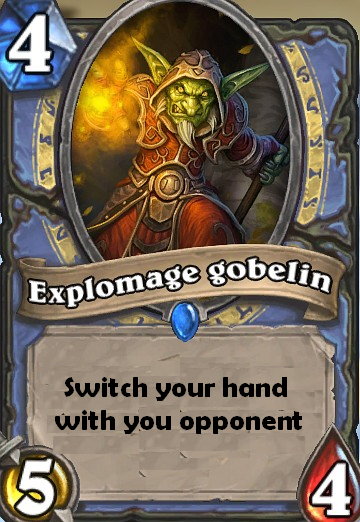 4
Explomage gobelin
Switch your hand
with you opponent
5
4